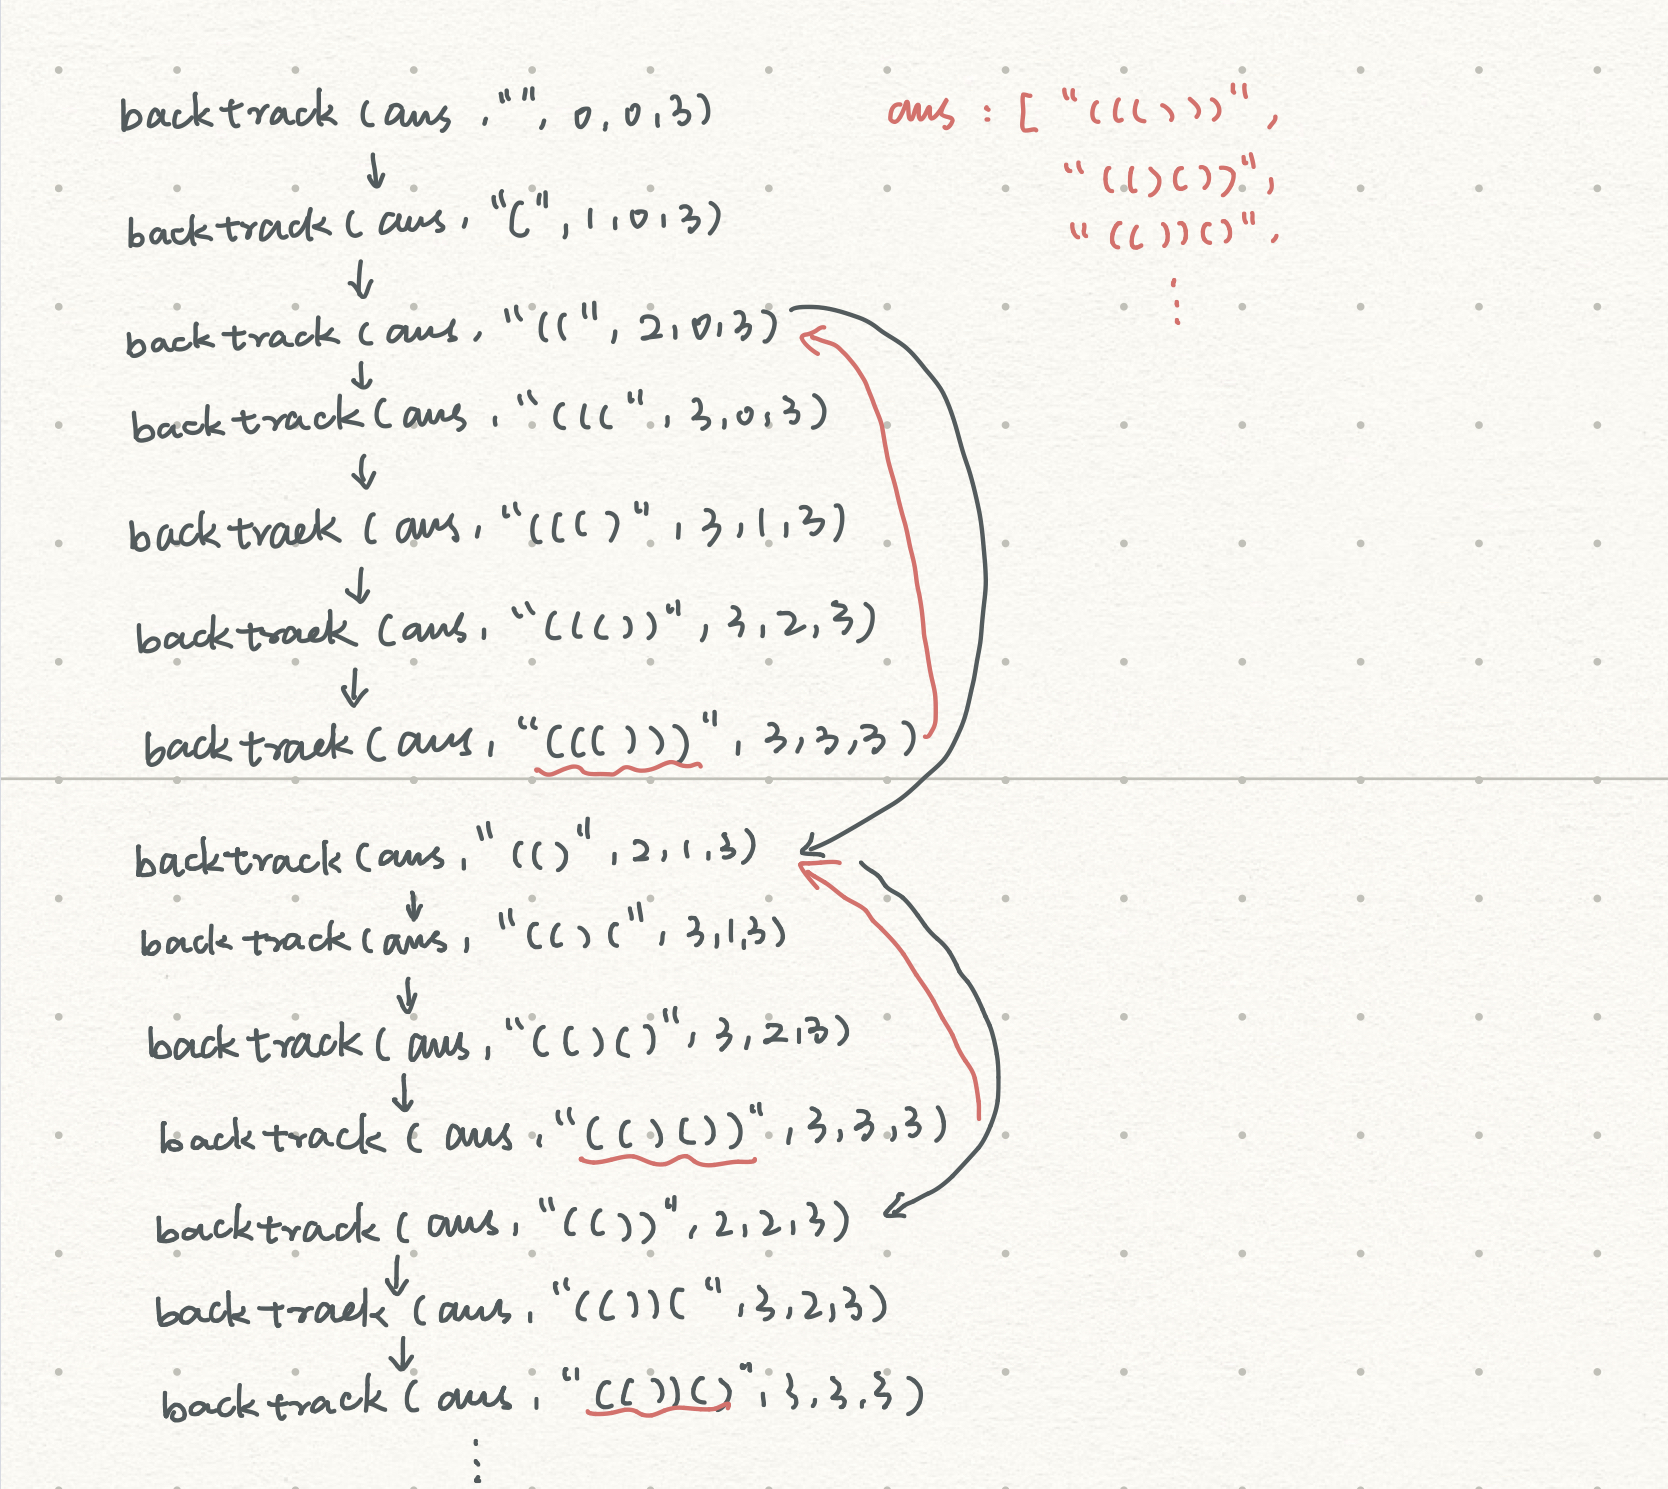 backtrack (ans, "", 0, 0, 3)
backtrack (ans, "(", 1, 0, 3)
backtrack (ans, "((", 2, 0, 3)
backtrack (ans, "(((", 3, 0, 3)
backtrack (ans, "((()", 3, 1, 3)
backtrack (ans, "((())", 3, 2, 3)
backtrack (ans, "((()))", 3, 3, 3)
backtrack (ans, "(()", 2, 1, 3)
backtrack (ans, "(()(", 3, 1, 3)
backtrack (ans, "(()()", 3, 2, 3)
backtrack (ans, "(()())", 3, 3, 3)
backtrack (ans, "(())", 2, 2, 3)
backtrack (ans, "(())(", 3, 2, 3)
backtrack (ans, "(())()", 3, 3, 3)
⋮
ans : [ "((()))",
"(()())",
"(())()",
⋮